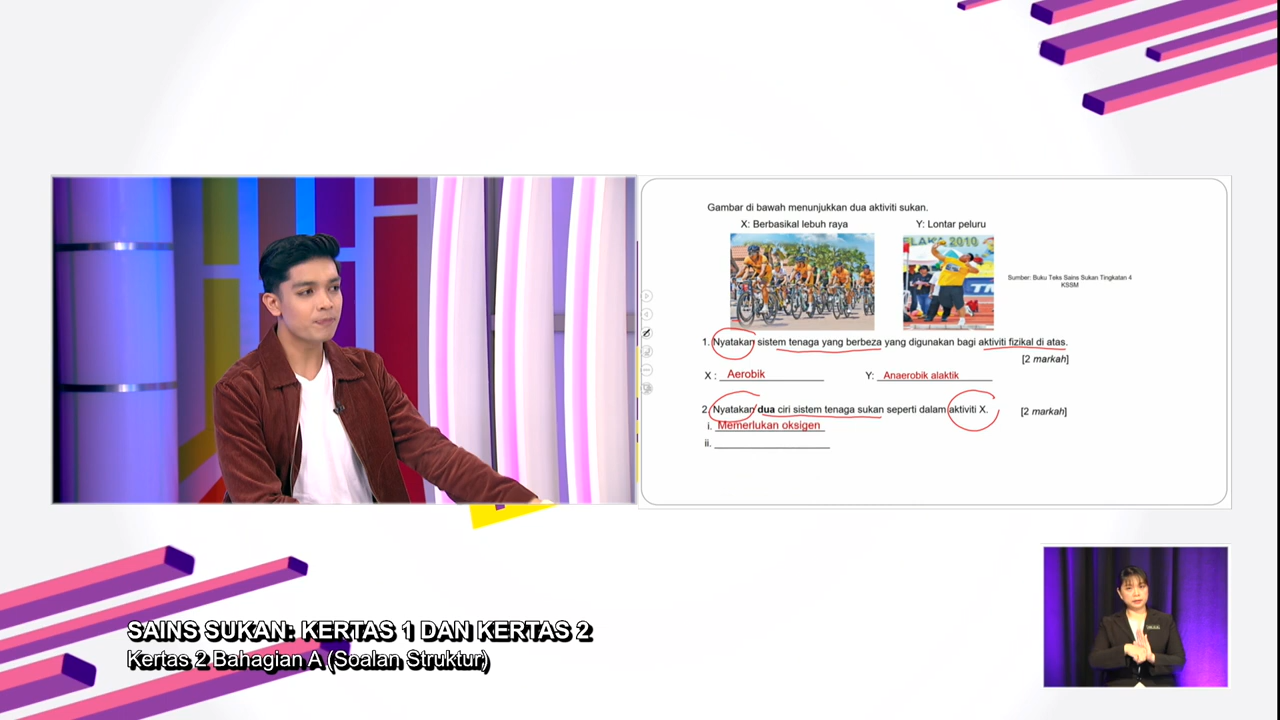 Gambar di bawah menunjukkan dua aktiviti sukan.
X: Berbasikal lebuh raya Y: Lontar peluru
ELAKA 2010
Sumber: Buku Teks Sains Sukan Tingkatan 4
KSSM
1. Nyatakan sistem tenaga yang berbeza yang digunakan bagi aktiviti fizikal di atas.
[2 markah]
X : Aerobik Y: Anaerobik alaktik
2. Nyatakan dua ciri sistem tenaga sukan seperti dalam aktiviti X. [2 markah]
i. Memerlukan oksigen
ii.
SAINS SUKAN: KERTAS 1 DAN KERTAS 2
Kertas 2 Bahagian A (Soalan Struktur)